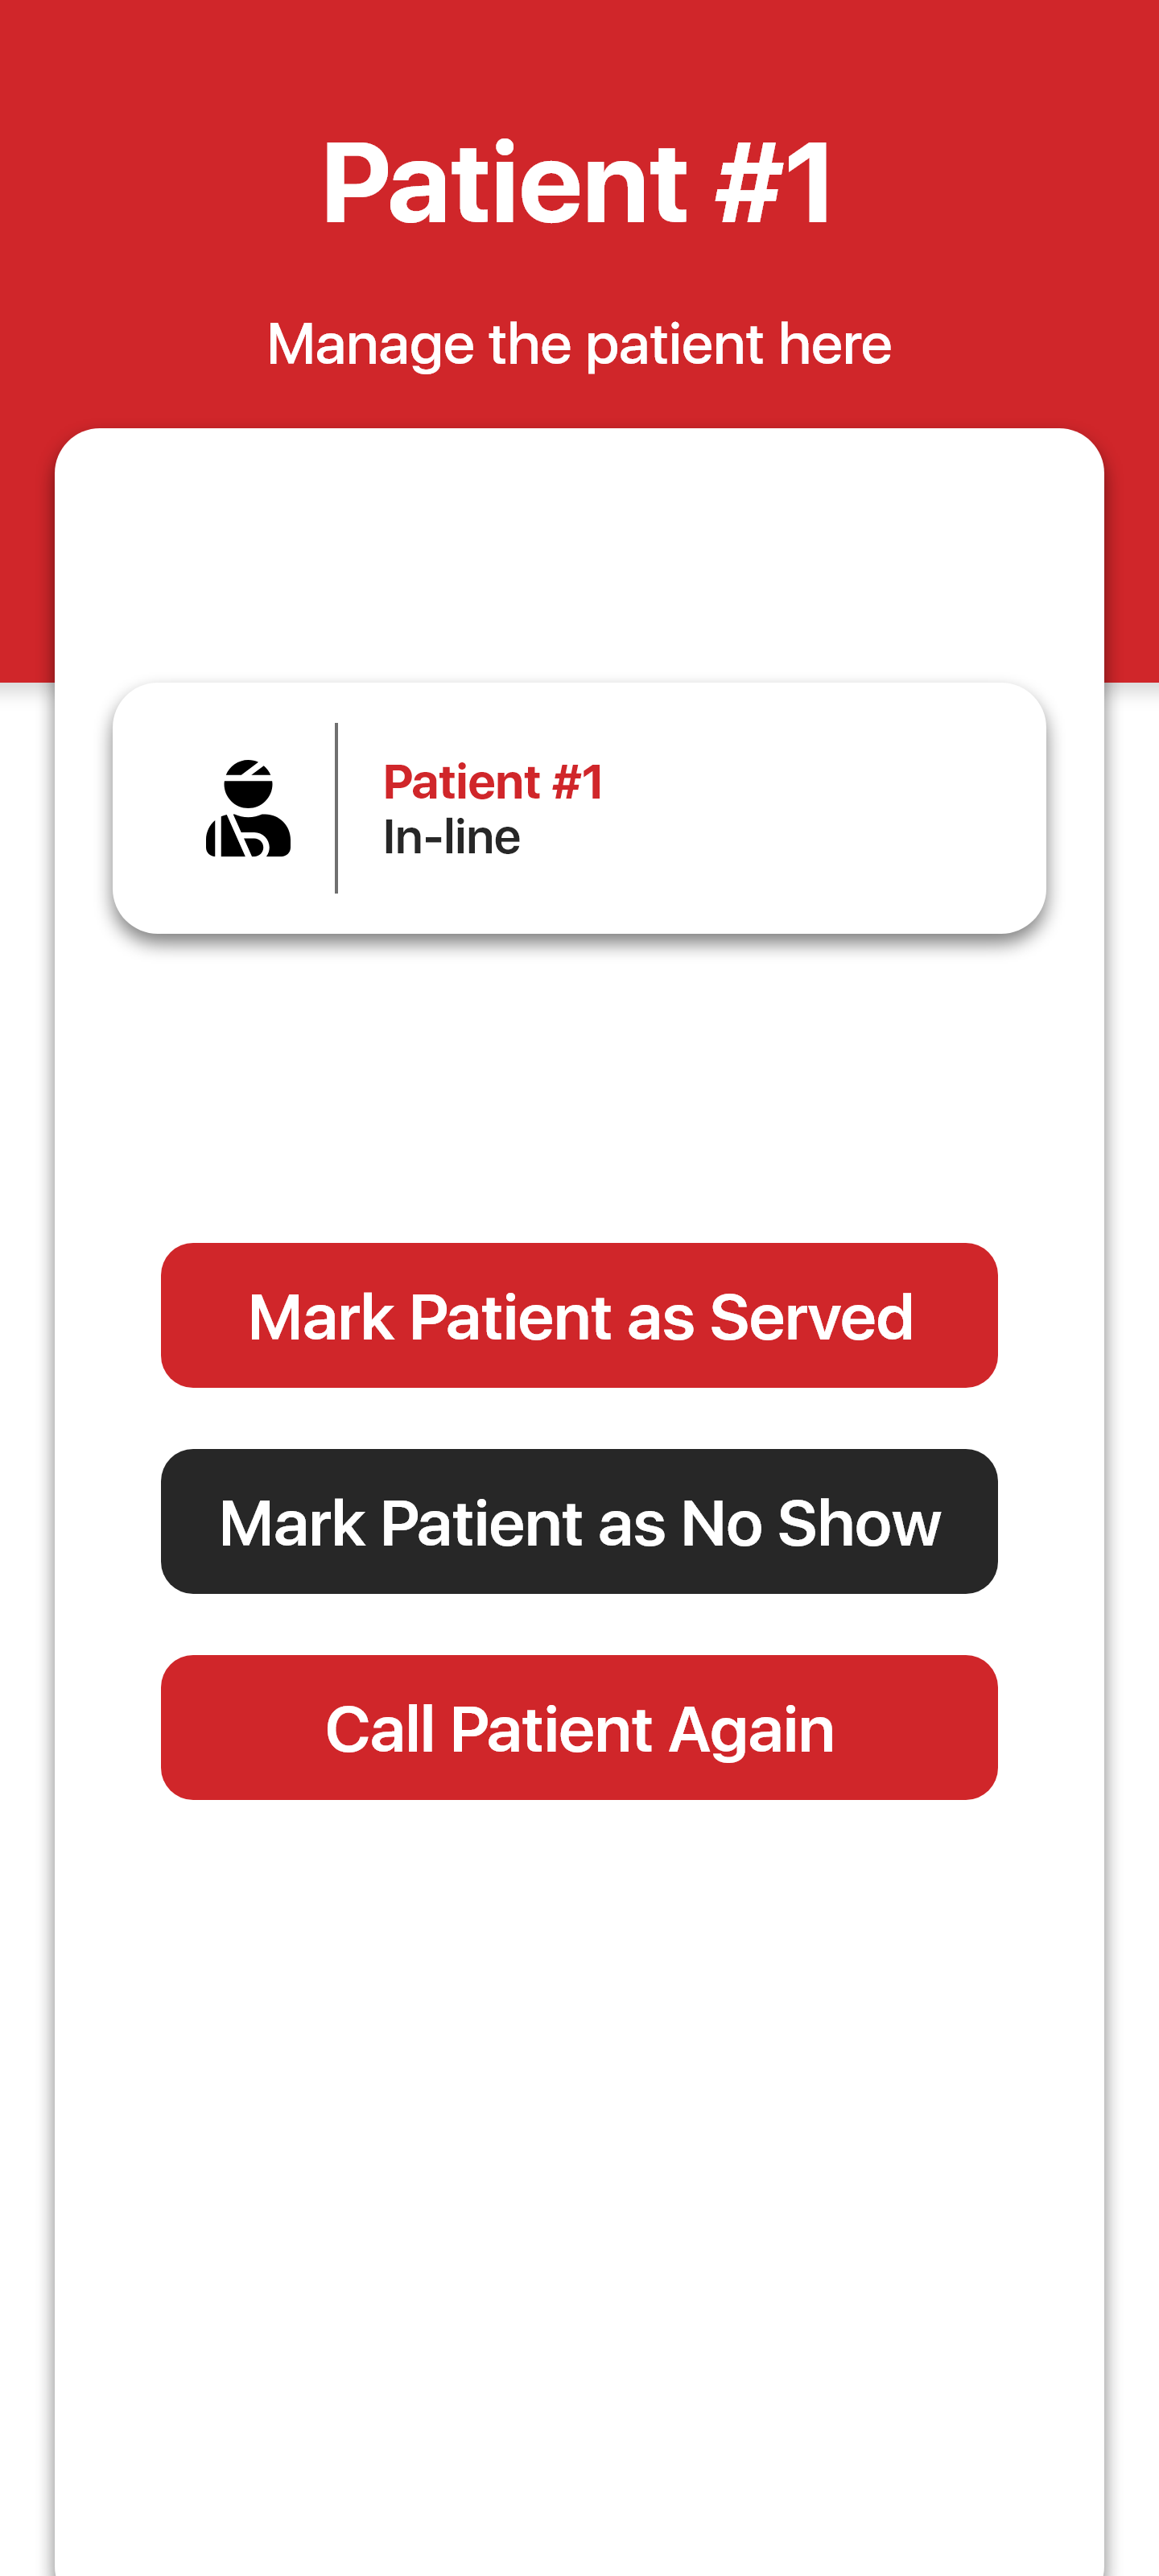 Patient #1
Manage the patient here
Patient #1
In-line
Mark Patient as Served
Mark Patient as No Show
Call Patient Again